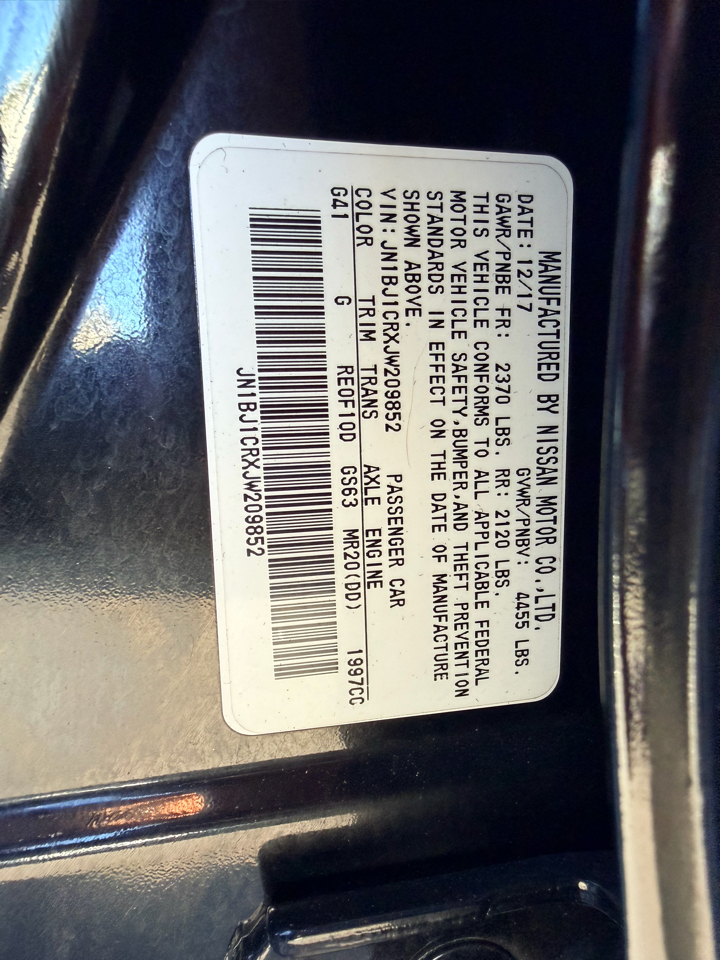 MANUFACTURED BY NISSAN MOTOR CO.,LTD.
DATE: 12/17 GVWR/PNBV: 4455 LBS.
GAWR/PNBE FR: 2370 LBS. RR: 2120 LBS.
THIS VEHICLE CONFORMS TO ALL APPLICABLE FEDERAL
MOTOR VEHICLE SAFETY,BUMPER,AND THEFT PREVENTION
STANDARDS IN EFFECT ON THE DATE OF MANUFACTURE
SHOWN ABOVE.
VIN: JN1BJ1CRXJW209852 PASSENGER CAR
COLOR TRIM TRANS AXLE ENGINE
G41 G RE0F10D GS63 MR20(DD) 1997CC
JN1BJ1CRXJW209852